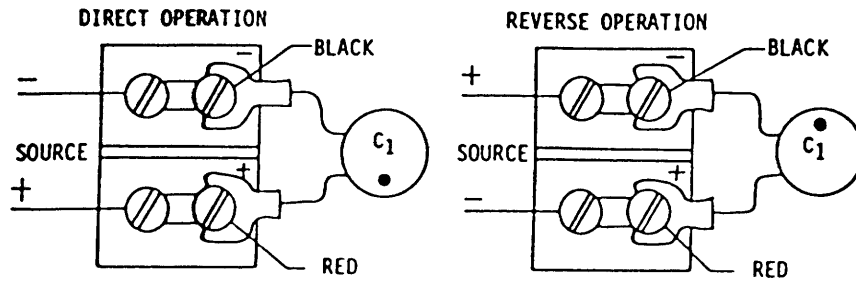 DIRECT OPERATION
− − BLACK
SOURCE C1
+ + RED
REVERSE OPERATION
+ − BLACK
SOURCE C1
− + RED